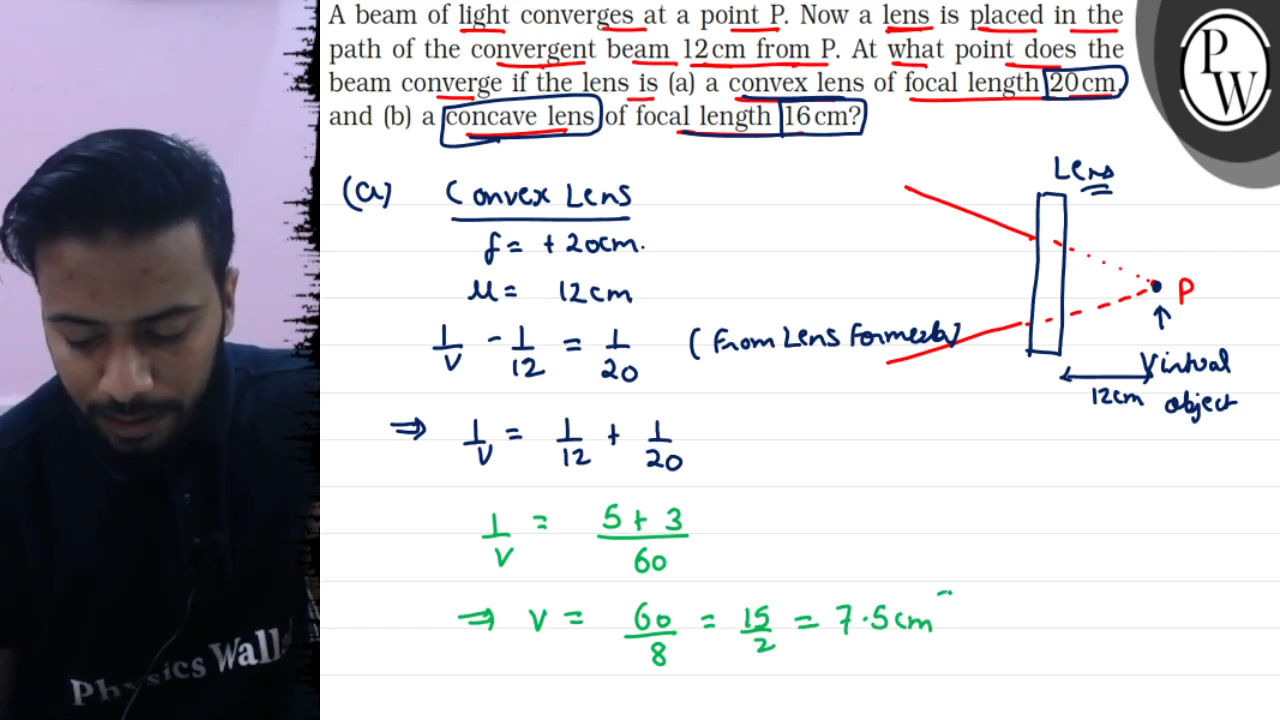 A beam of light converges at a point P. Now a lens is placed in the
path of the convergent beam 12 cm from P. At what point does the
beam converge if the lens is (a) a convex lens of focal length 20 cm,
and (b) a concave lens of focal length 16 cm?
P
W
Lens
(a) Convex Lens
f = + 20cm.
u = 12cm
P
1/v - 1/12 = 1/20 (From Lens
Virtual
12cm object
⇒ 1/v = 1/12 + 1/20
1/v = 5+3/60
⇒ v = 60/8 = 15/2 = 7.5cm
Physics Wall